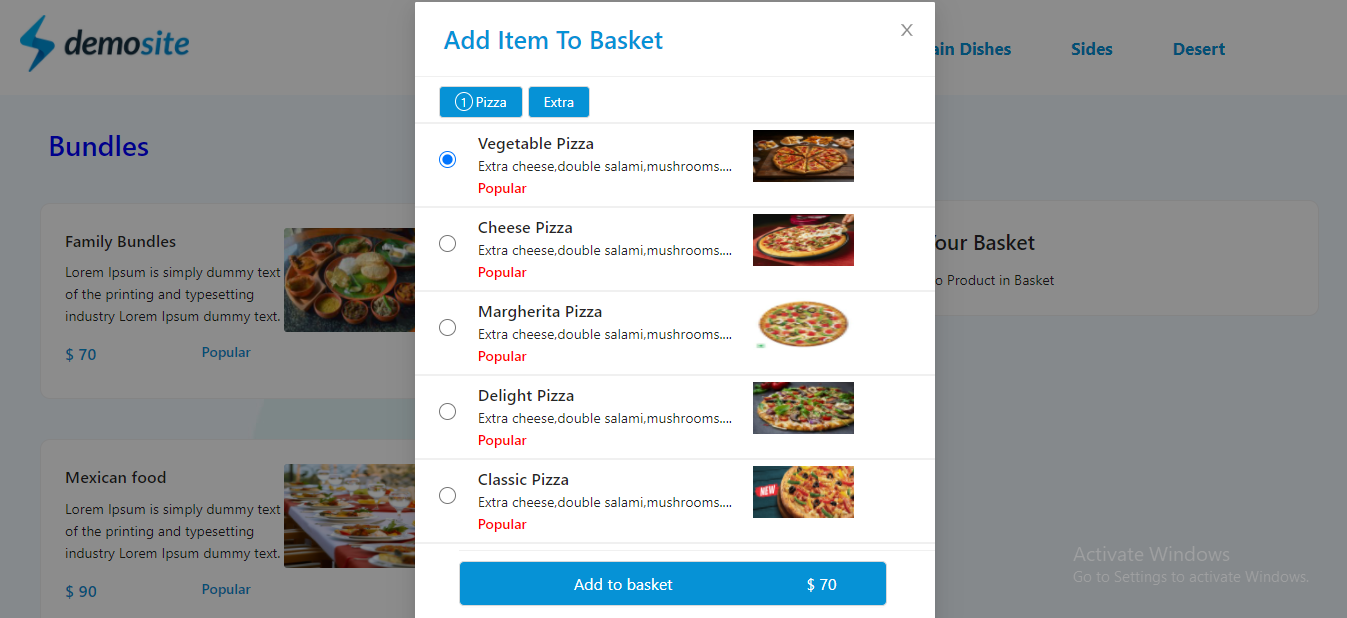 demosite
Dishes
Sides
Desert
Bundles
Family Bundles
Lorem Ipsum is simply dummy text
of the printing and typesetting
industry Lorem Ipsum dummy text.
$ 70
Popular
Mexican food
Lorem Ipsum is simply dummy text
of the printing and typesetting
industry Lorem Ipsum dummy text.
$ 90
Popular
Add Item To Basket
X
1 Pizza
Extra
Vegetable Pizza
Extra cheese,double salami,mushrooms....
Popular
Cheese Pizza
Extra cheese,double salami,mushrooms....
Popular
Margherita Pizza
Extra cheese,double salami,mushrooms....
Popular
Delight Pizza
Extra cheese,double salami,mushrooms....
Popular
Classic Pizza
Extra cheese,double salami,mushrooms....
Popular
NEW
Add to basket
$ 70
Basket
Product in Basket
Activate Windows
Go to Settings to activate Windows.